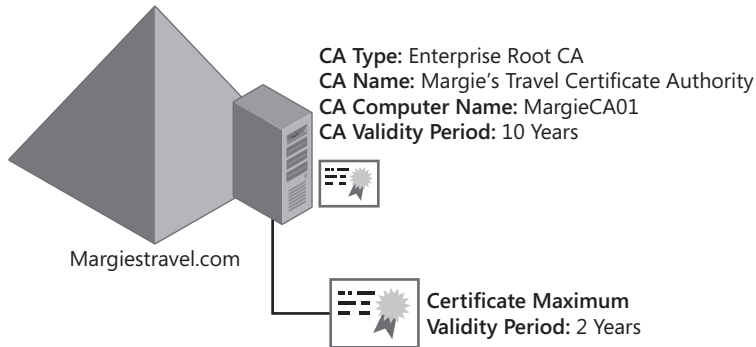 CA Type: Enterprise Root CA
CA Name: Margie's Travel Certificate Authority
CA Computer Name: MargieCA01
CA Validity Period: 10 Years
Margiestravel.com
Certificate Maximum
Validity Period: 2 Years